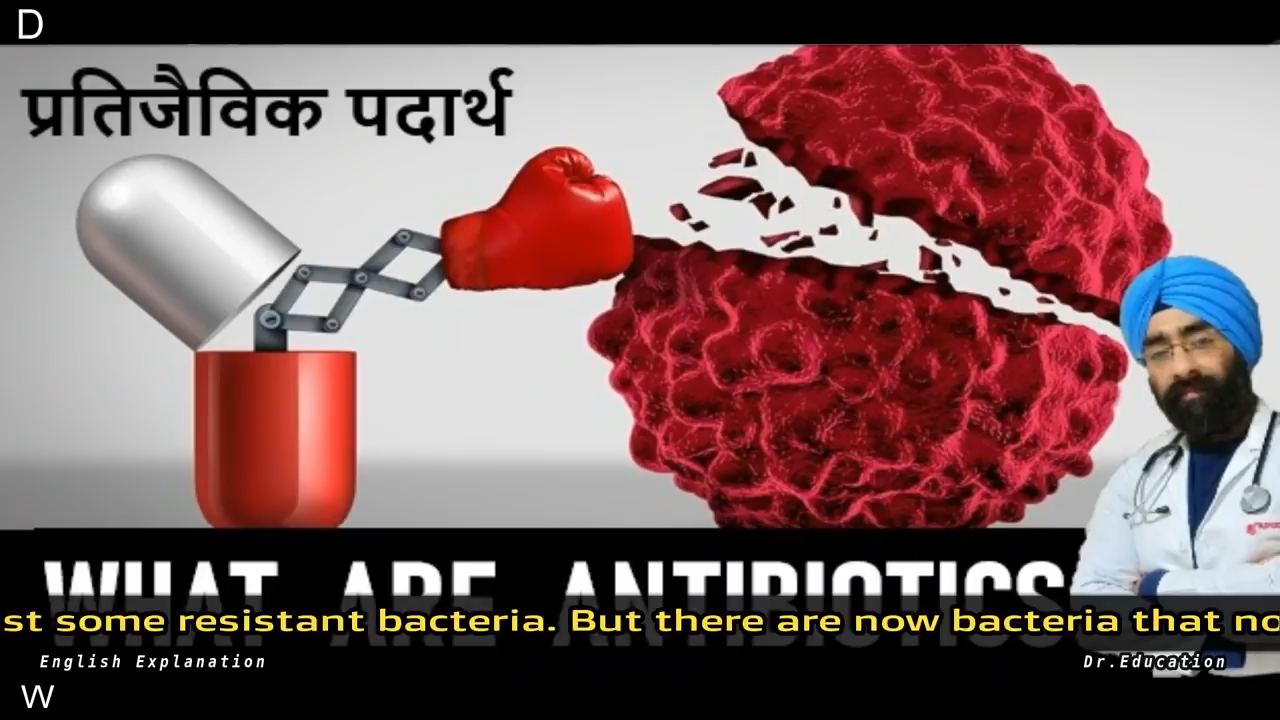 D
प्रतिजैविक पदार्थ
WHAT ARE ANTIBIOTICS
st some resistant bacteria. But there are now bacteria that no
English Explanation
Dr.Education
W